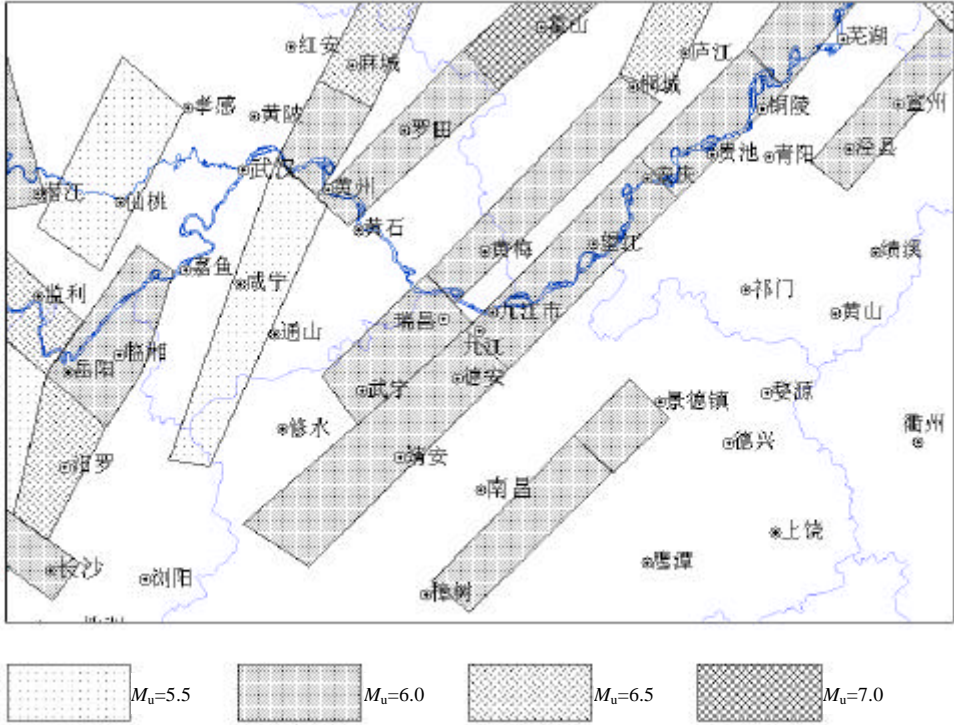 霍山
红安
芜湖
庐江
麻城
桐城
孝感
黄陂
铜陵
宣州
罗田
贵池
青阳
泾县
武汉
安庆
潜江
仙桃
黄州
黄石
望江
黄梅
绩溪
嘉鱼
咸宁
监利
祁门
瑞昌
九江市
黄山
通山
九江
临湘
岳阳
德安
武宁
景德镇
婺源
修水
德兴
衢州
靖安
汨罗
南昌
上饶
长沙
浏阳
鹰潭
樟树
Mu=5.5
Mu=6.0
Mu=6.5
Mu=7.0